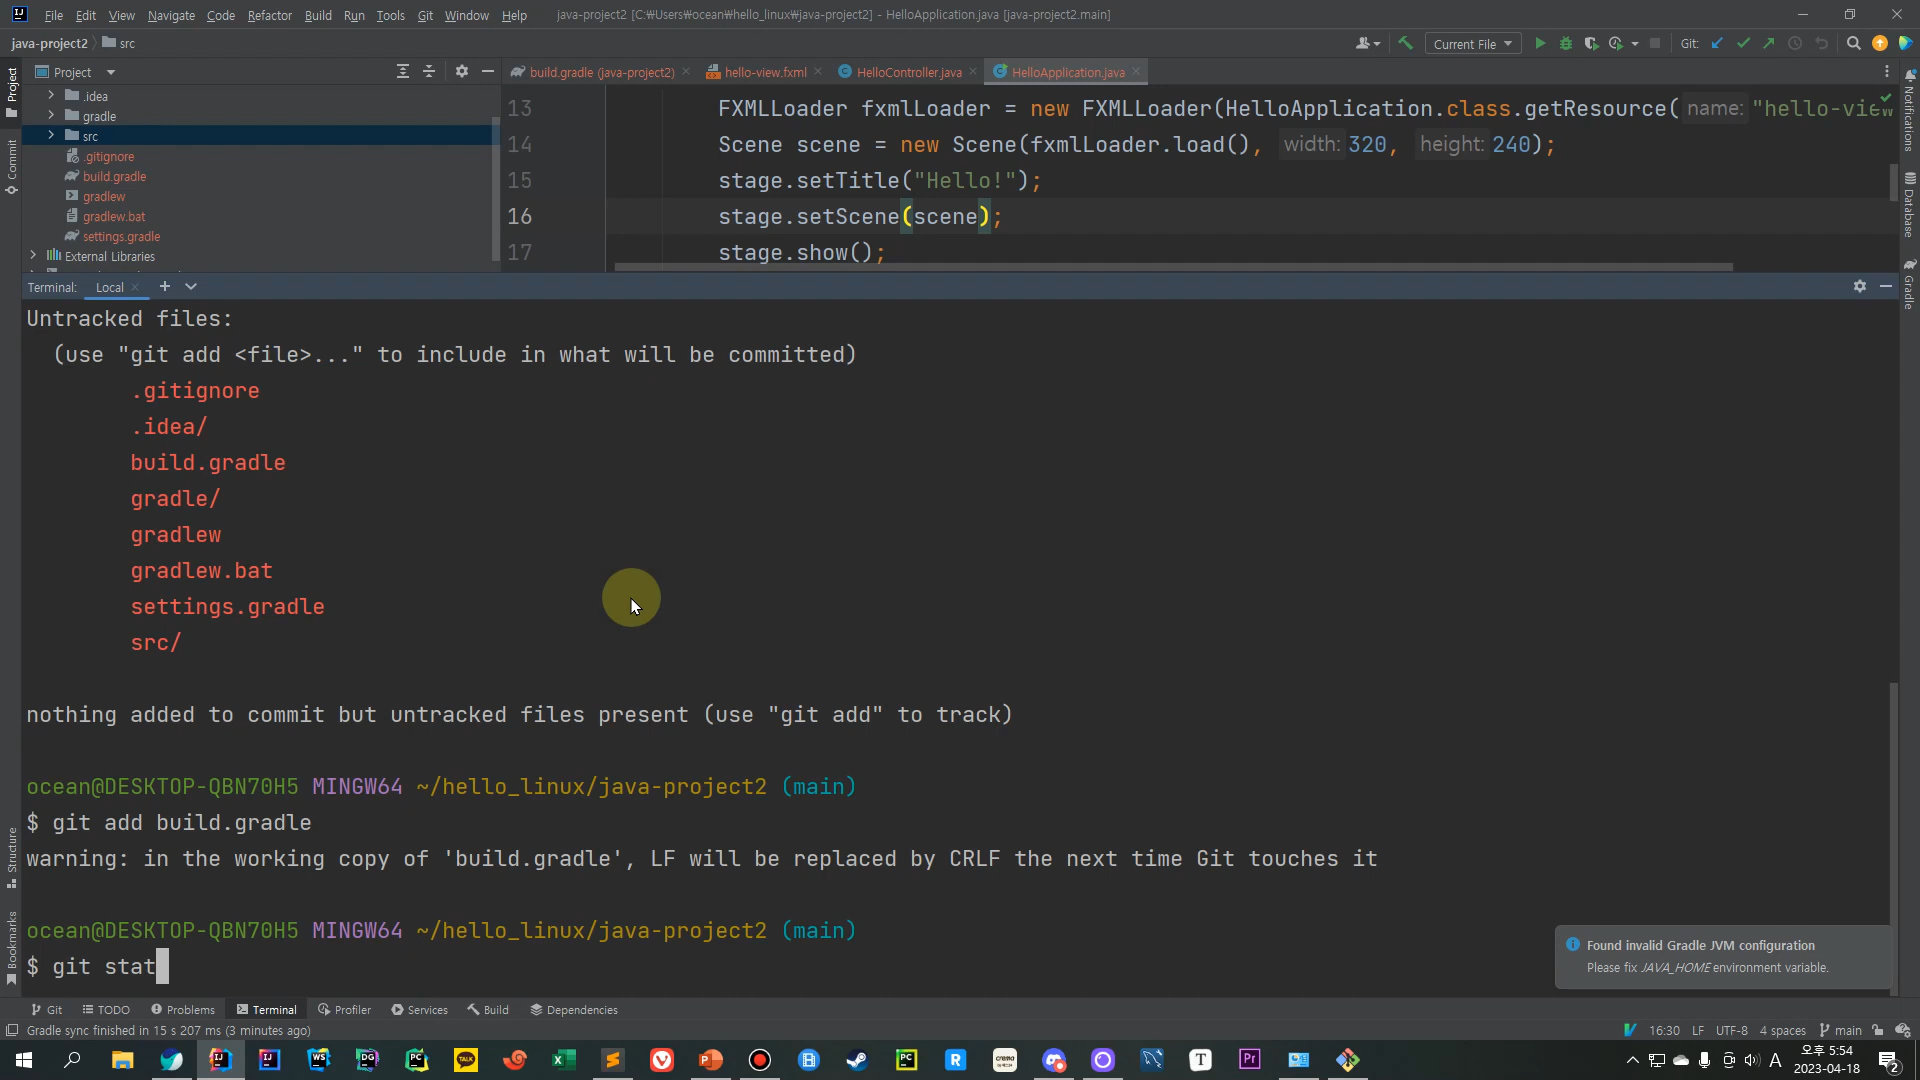 File Edit View Navigate Code Refactor Build Run Tools Git Window Help java-project2 [C:₩Users₩ocean₩hello_linux₩java-project2] - HelloApplication.java [java-project2.main]
java-project2 src Current File Git:
Project
Commit
Structure
Bookmarks
Project
.idea
gradle
src
.gitignore
build.gradle
gradlew
gradlew.bat
settings.gradle
External Libraries
build.gradle (java-project2) hello-view.fxml HelloController.java HelloApplication.java
13 FXMLLoader fxmlLoader = new FXMLLoader(HelloApplication.class.getResource( name: "hello-view
14 Scene scene = new Scene(fxmlLoader.load(), width: 320, height: 240);
15 stage.setTitle("Hello!");
16 stage.setScene(scene);
17 stage.show();
Notifications
Database
Gradle
Terminal: Local
Untracked files:
(use "git add <file>..." to include in what will be committed)
.gitignore
.idea/
build.gradle
gradle/
gradlew
gradlew.bat
settings.gradle
src/
nothing added to commit but untracked files present (use "git add" to track)
ocean@DESKTOP-QBN70H5 MINGW64 ~/hello_linux/java-project2 (main)
$ git add build.gradle
warning: in the working copy of 'build.gradle', LF will be replaced by CRLF the next time Git touches it
ocean@DESKTOP-QBN70H5 MINGW64 ~/hello_linux/java-project2 (main)
$ git stat
Found invalid Gradle JVM configuration
Please fix JAVA_HOME environment variable.
Git TODO Problems Terminal Profiler Services Build Dependencies
Gradle sync finished in 15 s 207 ms (3 minutes ago) 16:30 LF UTF-8 4 spaces main
A 오후 5:54
2023-04-18
2